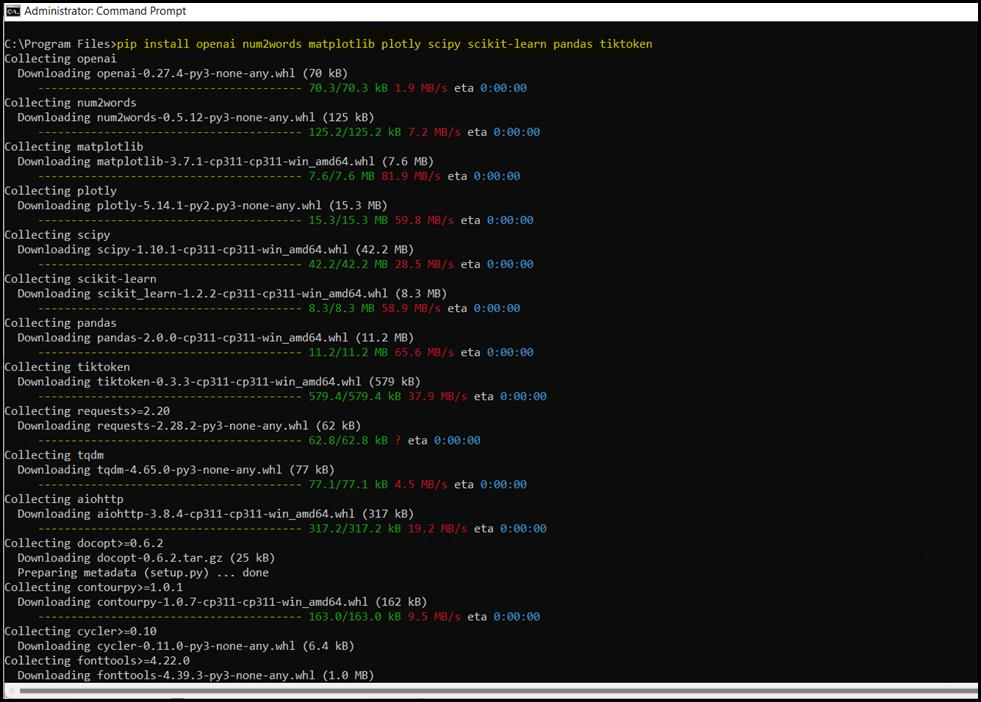 Administrator: Command Prompt
C:\Program Files>pip install openai num2words matplotlib plotly scipy scikit-learn pandas tiktoken
Collecting openai
  Downloading openai-0.27.4-py3-none-any.whl (70 kB)
     ---------------------------------------- 70.3/70.3 kB 1.9 MB/s eta 0:00:00
Collecting num2words
  Downloading num2words-0.5.12-py3-none-any.whl (125 kB)
     ---------------------------------------- 125.2/125.2 kB 7.2 MB/s eta 0:00:00
Collecting matplotlib
  Downloading matplotlib-3.7.1-cp311-cp311-win_amd64.whl (7.6 MB)
     ---------------------------------------- 7.6/7.6 MB 81.9 MB/s eta 0:00:00
Collecting plotly
  Downloading plotly-5.14.1-py2.py3-none-any.whl (15.3 MB)
     ---------------------------------------- 15.3/15.3 MB 59.8 MB/s eta 0:00:00
Collecting scipy
  Downloading scipy-1.10.1-cp311-cp311-win_amd64.whl (42.2 MB)
     ---------------------------------------- 42.2/42.2 MB 28.5 MB/s eta 0:00:00
Collecting scikit-learn
  Downloading scikit_learn-1.2.2-cp311-cp311-win_amd64.whl (8.3 MB)
     ---------------------------------------- 8.3/8.3 MB 58.9 MB/s eta 0:00:00
Collecting pandas
  Downloading pandas-2.0.0-cp311-cp311-win_amd64.whl (11.2 MB)
     ---------------------------------------- 11.2/11.2 MB 65.6 MB/s eta 0:00:00
Collecting tiktoken
  Downloading tiktoken-0.3.3-cp311-cp311-win_amd64.whl (579 kB)
     ---------------------------------------- 579.4/579.4 kB 37.9 MB/s eta 0:00:00
Collecting requests>=2.20
  Downloading requests-2.28.2-py3-none-any.whl (62 kB)
     ---------------------------------------- 62.8/62.8 kB ? eta 0:00:00
Collecting tqdm
  Downloading tqdm-4.65.0-py3-none-any.whl (77 kB)
     ---------------------------------------- 77.1/77.1 kB 4.5 MB/s eta 0:00:00
Collecting aiohttp
  Downloading aiohttp-3.8.4-cp311-cp311-win_amd64.whl (317 kB)
     ---------------------------------------- 317.2/317.2 kB 19.2 MB/s eta 0:00:00
Collecting docopt>=0.6.2
  Downloading docopt-0.6.2.tar.gz (25 kB)
  Preparing metadata (setup.py) ... done
Collecting contourpy>=1.0.1
  Downloading contourpy-1.0.7-cp311-cp311-win_amd64.whl (162 kB)
     ---------------------------------------- 163.0/163.0 kB 9.5 MB/s eta 0:00:00
Collecting cycler>=0.10
  Downloading cycler-0.11.0-py3-none-any.whl (6.4 kB)
Collecting fonttools>=4.22.0
  Downloading fonttools-4.39.3-py3-none-any.whl (1.0 MB)